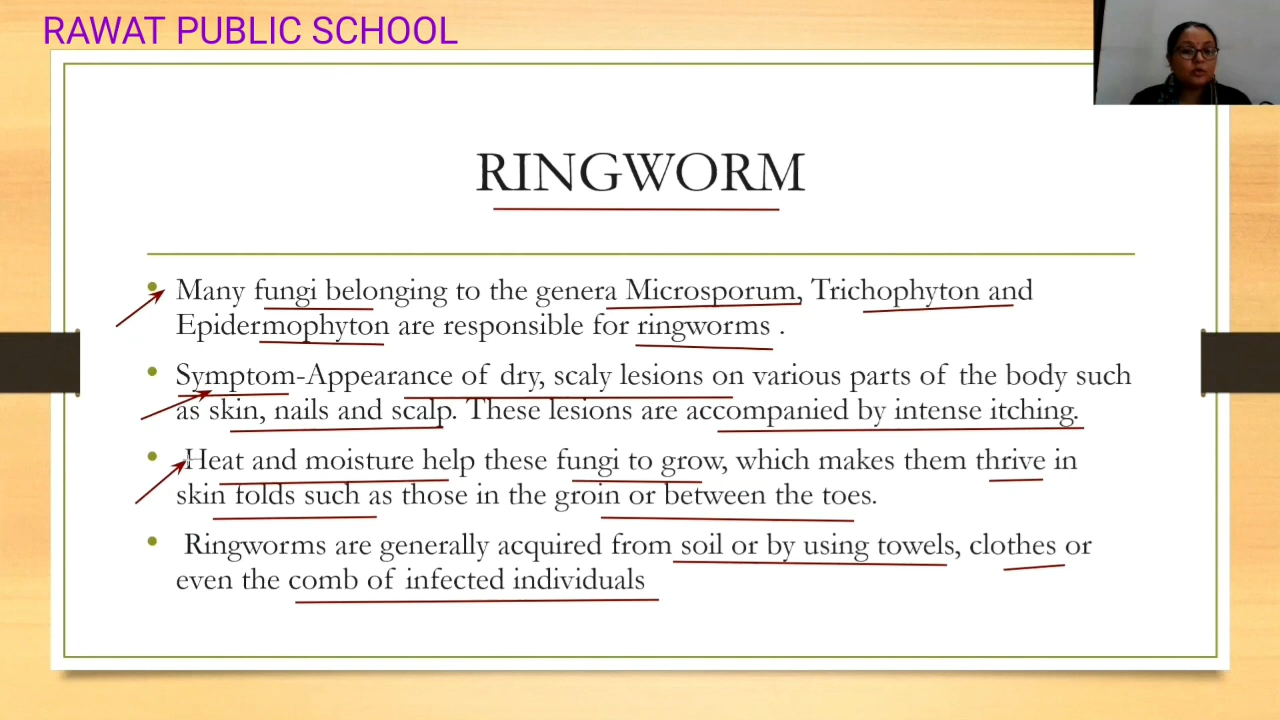 RAWAT PUBLIC SCHOOL
RINGWORM
• Many fungi belonging to the genera Microsporum, Trichophyton and
Epidermophyton are responsible for ringworms .
• Symptom-Appearance of dry, scaly lesions on various parts of the body such
as skin, nails and scalp. These lesions are accompanied by intense itching.
• Heat and moisture help these fungi to grow, which makes them thrive in
skin folds such as those in the groin or between the toes.
• Ringworms are generally acquired from soil or by using towels, clothes or
even the comb of infected individuals